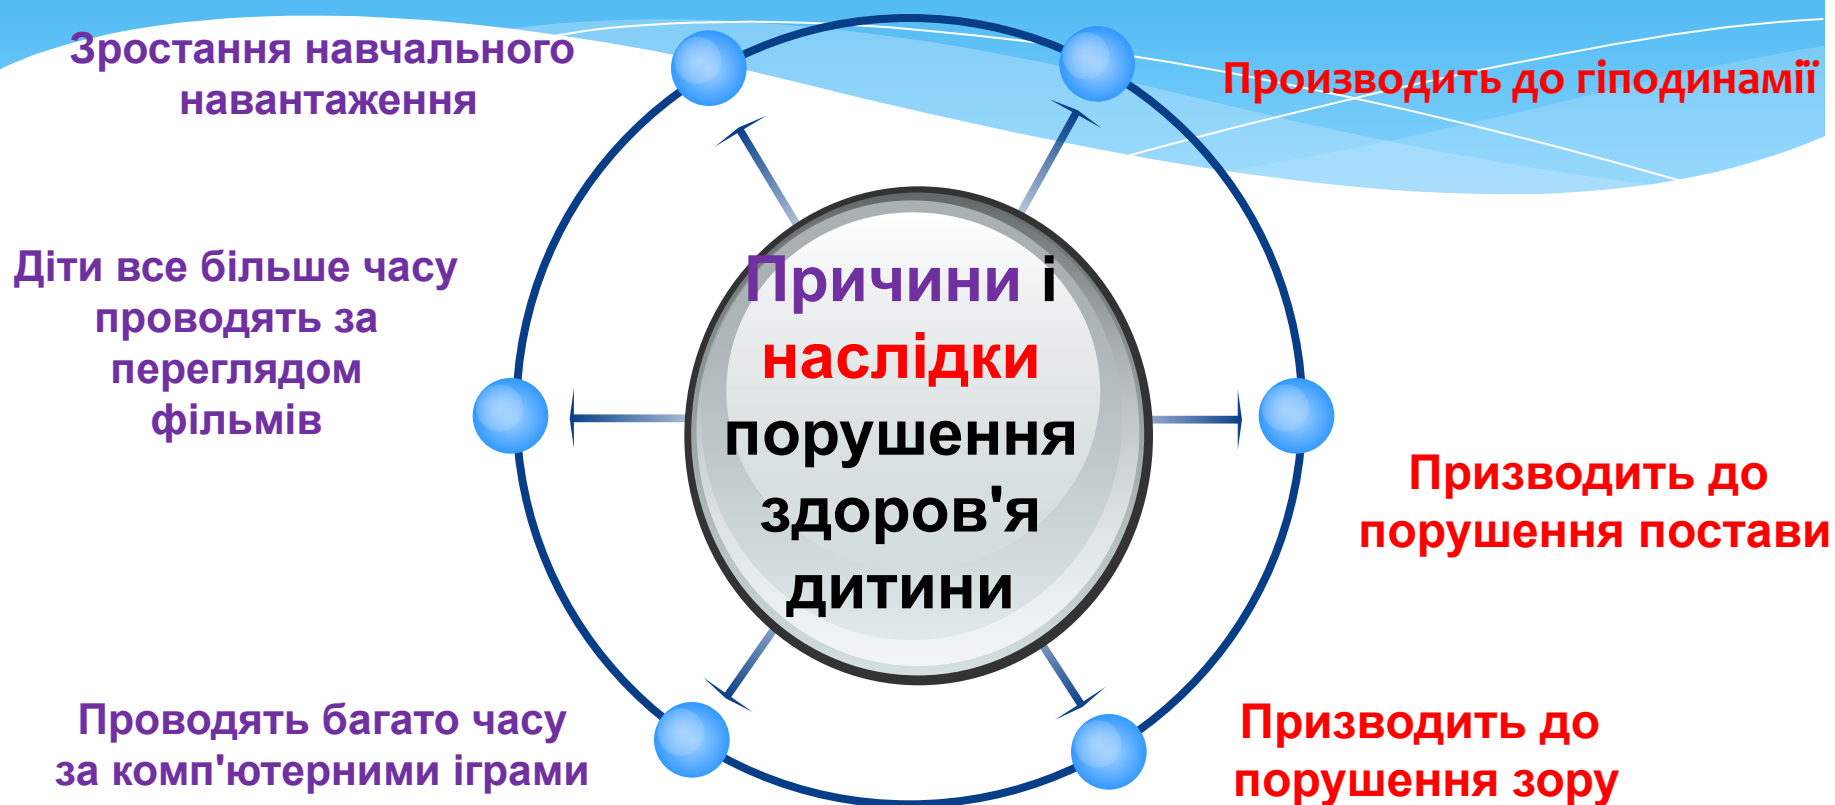 Зростання навчального
навантаження
Производить до гіподинамії
Діти все більше часу
проводять за
переглядом
фільмів
Причини і
наслідки
порушення
здоров'я
дитини
Призводить до
порушення постави
Проводять багато часу
за комп'ютерними іграми
Призводить до
порушення зору